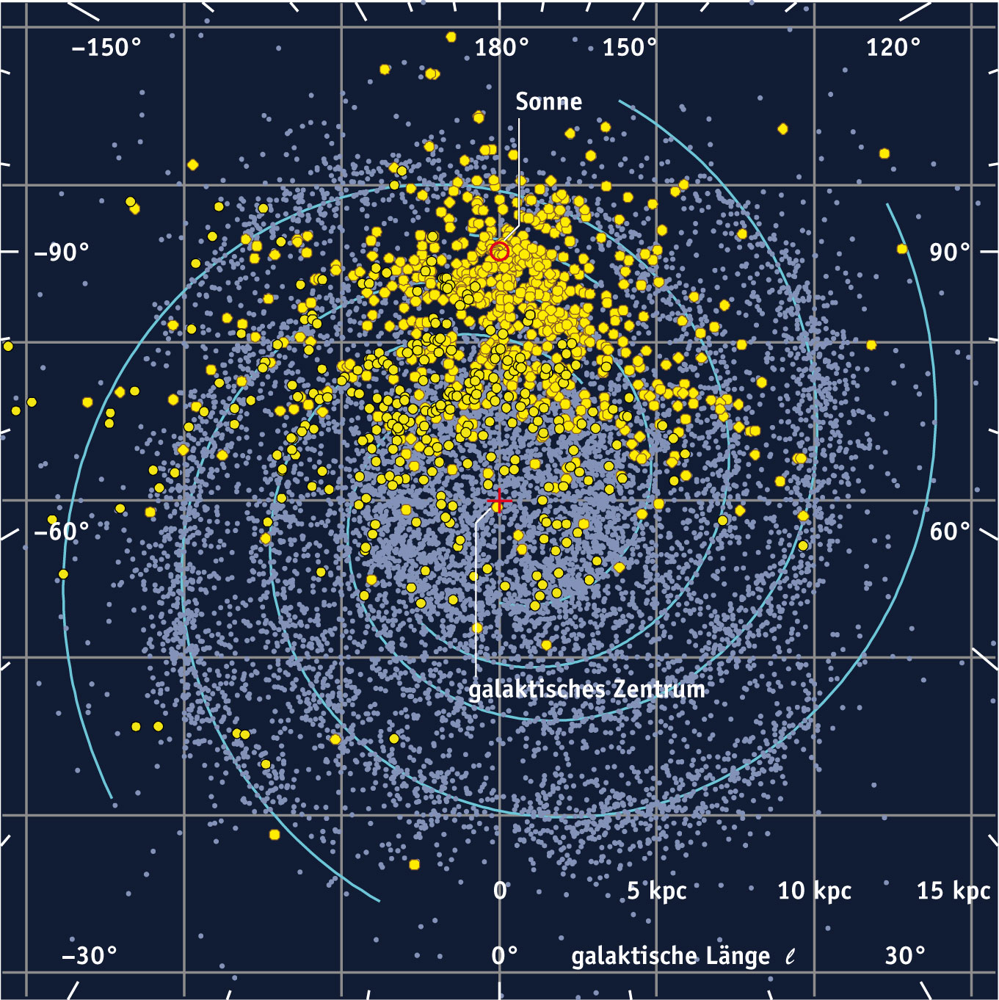 −150°
180°
150°
120°
Sonne
−90°
90°
−60°
60°
galaktisches Zentrum
0
5 kpc
10 kpc
15 kpc
−30°
0°
galaktische Länge ℓ
30°